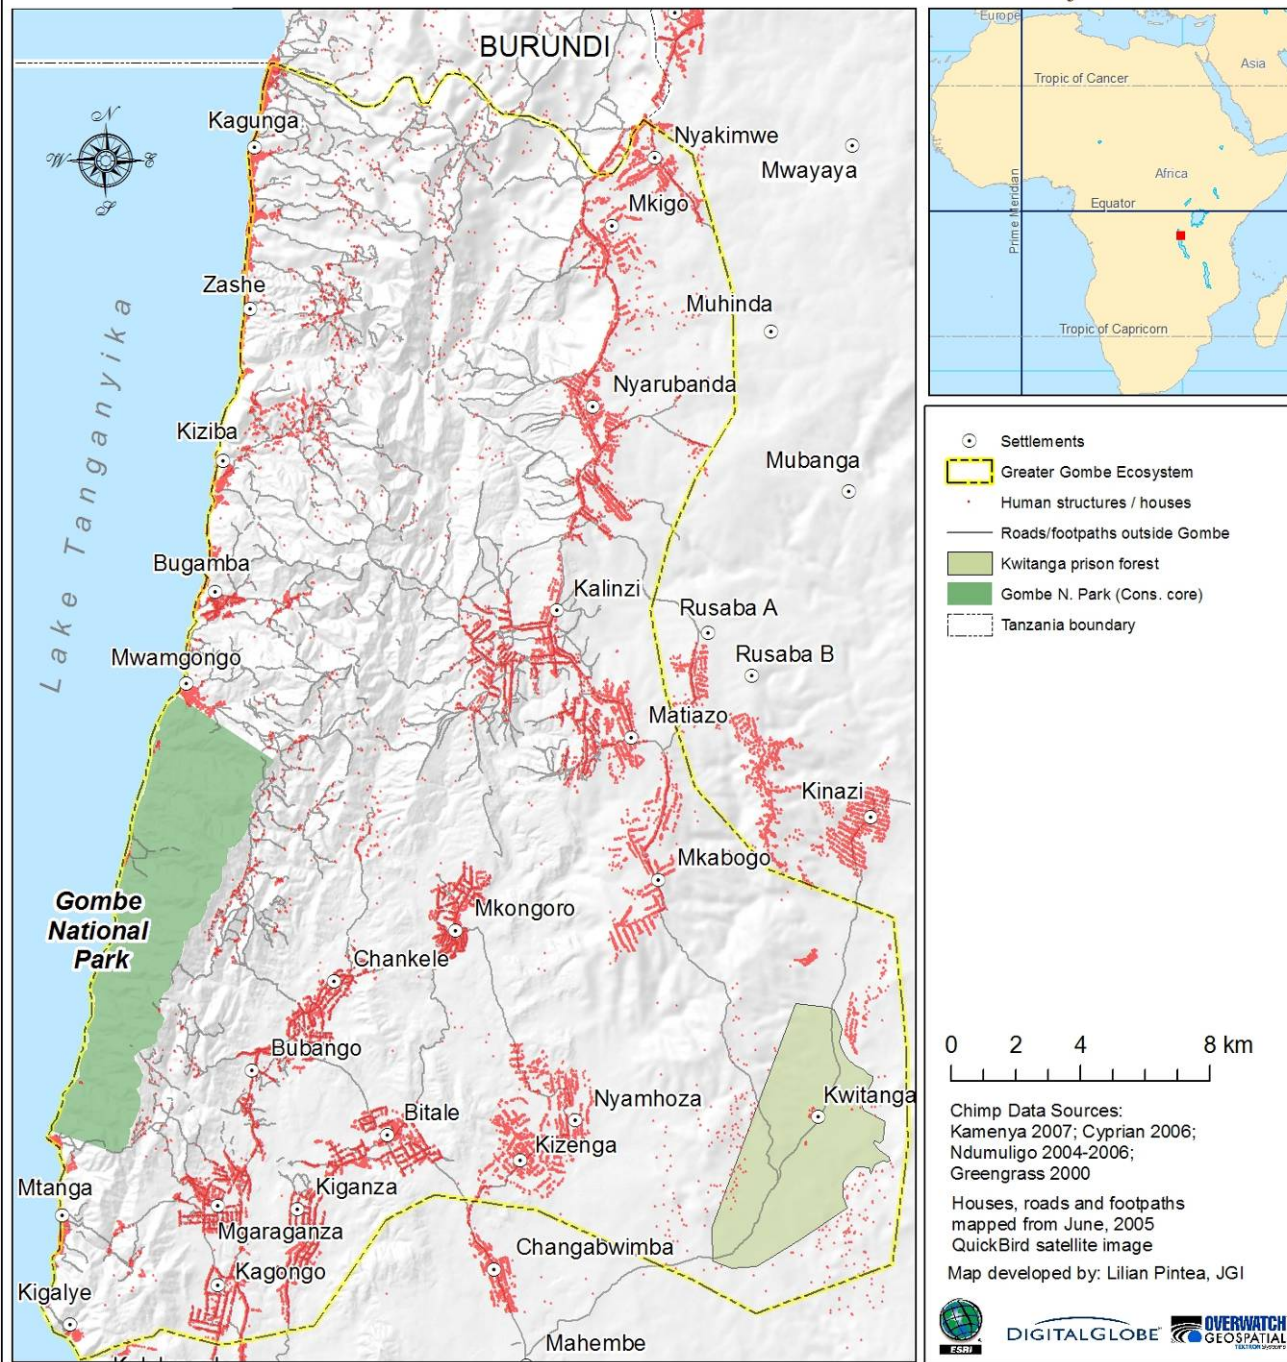 BURUNDI
N
W
E
S
Kagunga
Nyakimwe
Mwayaya
Mkigo
Zashe
Muhinda
Lake Tanganyika
Nyarubanda
Kiziba
Mubanga
Bugamba
Kalinzi
Rusaba A
Rusaba B
Mwamgongo
Matiazo
Kinazi
Mkabogo
Gombe
National
Park
Mkongoro
Chankele
Bubango
Nyamhoza
Kwitanga
Bitale
Kizenga
Mtanga
Kiganza
Mgaraganza
Changabwimba
Kagongo
Kigalye
Mahembe
Europe
Asia
Tropic of Cancer
Africa
Prime Meridian
Equator
Tropic of Capricorn
Settlements
Greater Gombe Ecosystem
Human structures / houses
Roads/footpaths outside Gombe
Kwitanga prison forest
Gombe N. Park (Cons. core)
Tanzania boundary
0 2 4 8 km
Chimp Data Sources:
Kamenya 2007; Cyprian 2006;
Ndumuligo 2004-2006;
Greengrass 2000
Houses, roads and footpaths
mapped from June, 2005
QuickBird satellite image
Map developed by: Lilian Pintea, JGI
ESRI
DIGITALGLOBE
OVERWATCH
GEOSPATIAL